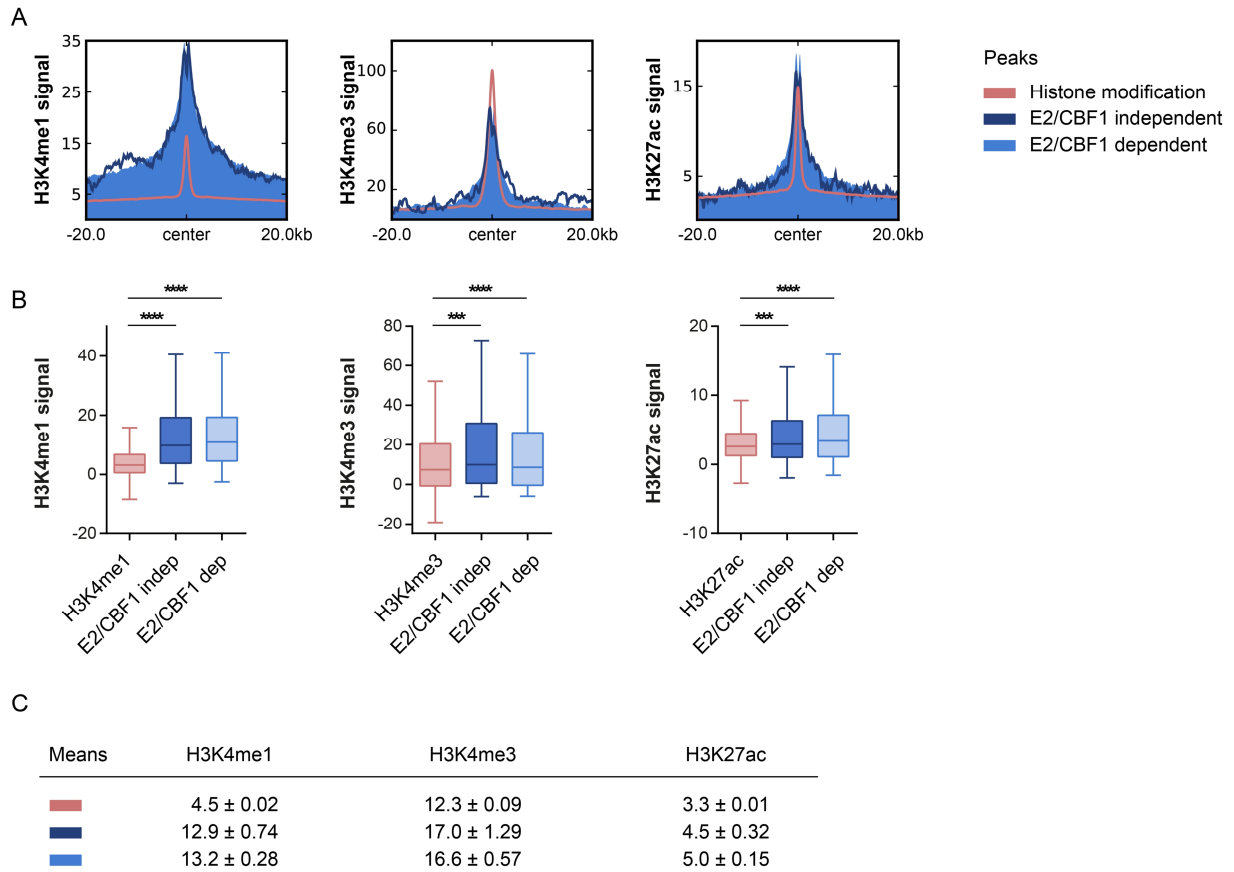 A
H3K4me1 signal
35
25
15
5
-20.0 center 20.0kb
H3K4me3 signal
100
60
20
-20.0 center 20.0kb
H3K27ac signal
15
5
-20.0 center 20.0kb
Peaks
Histone modification
E2/CBF1 independent
E2/CBF1 dependent
B
H3K4me1 signal
****
****
40
20
0
-20
H3K4me1
E2/CBF1 indep
E2/CBF1 dep
H3K4me3 signal
****
***
80
60
40
20
0
-20
H3K4me3
E2/CBF1 indep
E2/CBF1 dep
H3K27ac signal
****
***
20
10
0
-10
H3K27ac
E2/CBF1 indep
E2/CBF1 dep
C
Means H3K4me1 H3K4me3 H3K27ac
4.5 ± 0.02 12.3 ± 0.09 3.3 ± 0.01
12.9 ± 0.74 17.0 ± 1.29 4.5 ± 0.32
13.2 ± 0.28 16.6 ± 0.57 5.0 ± 0.15